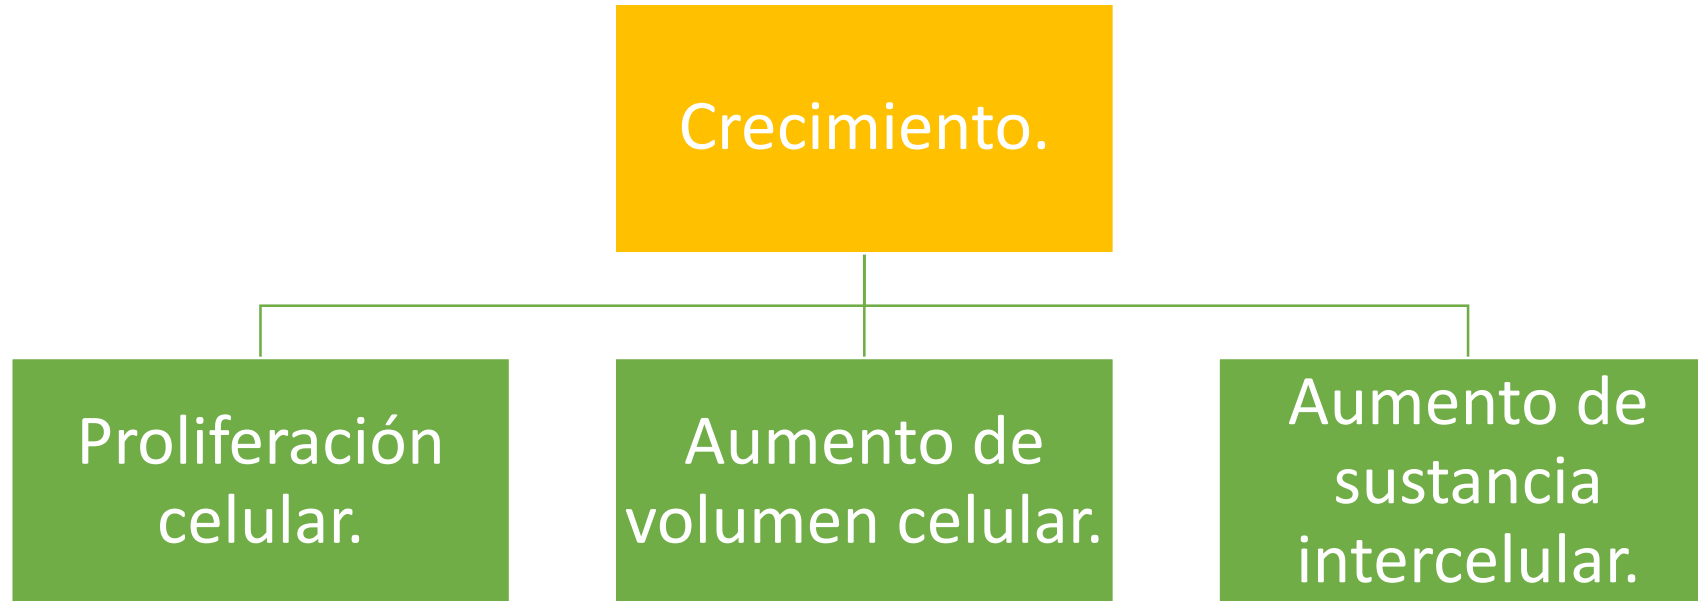 Crecimiento.
Proliferación
celular.
Aumento de
volumen celular.
Aumento de
sustancia
intercelular.